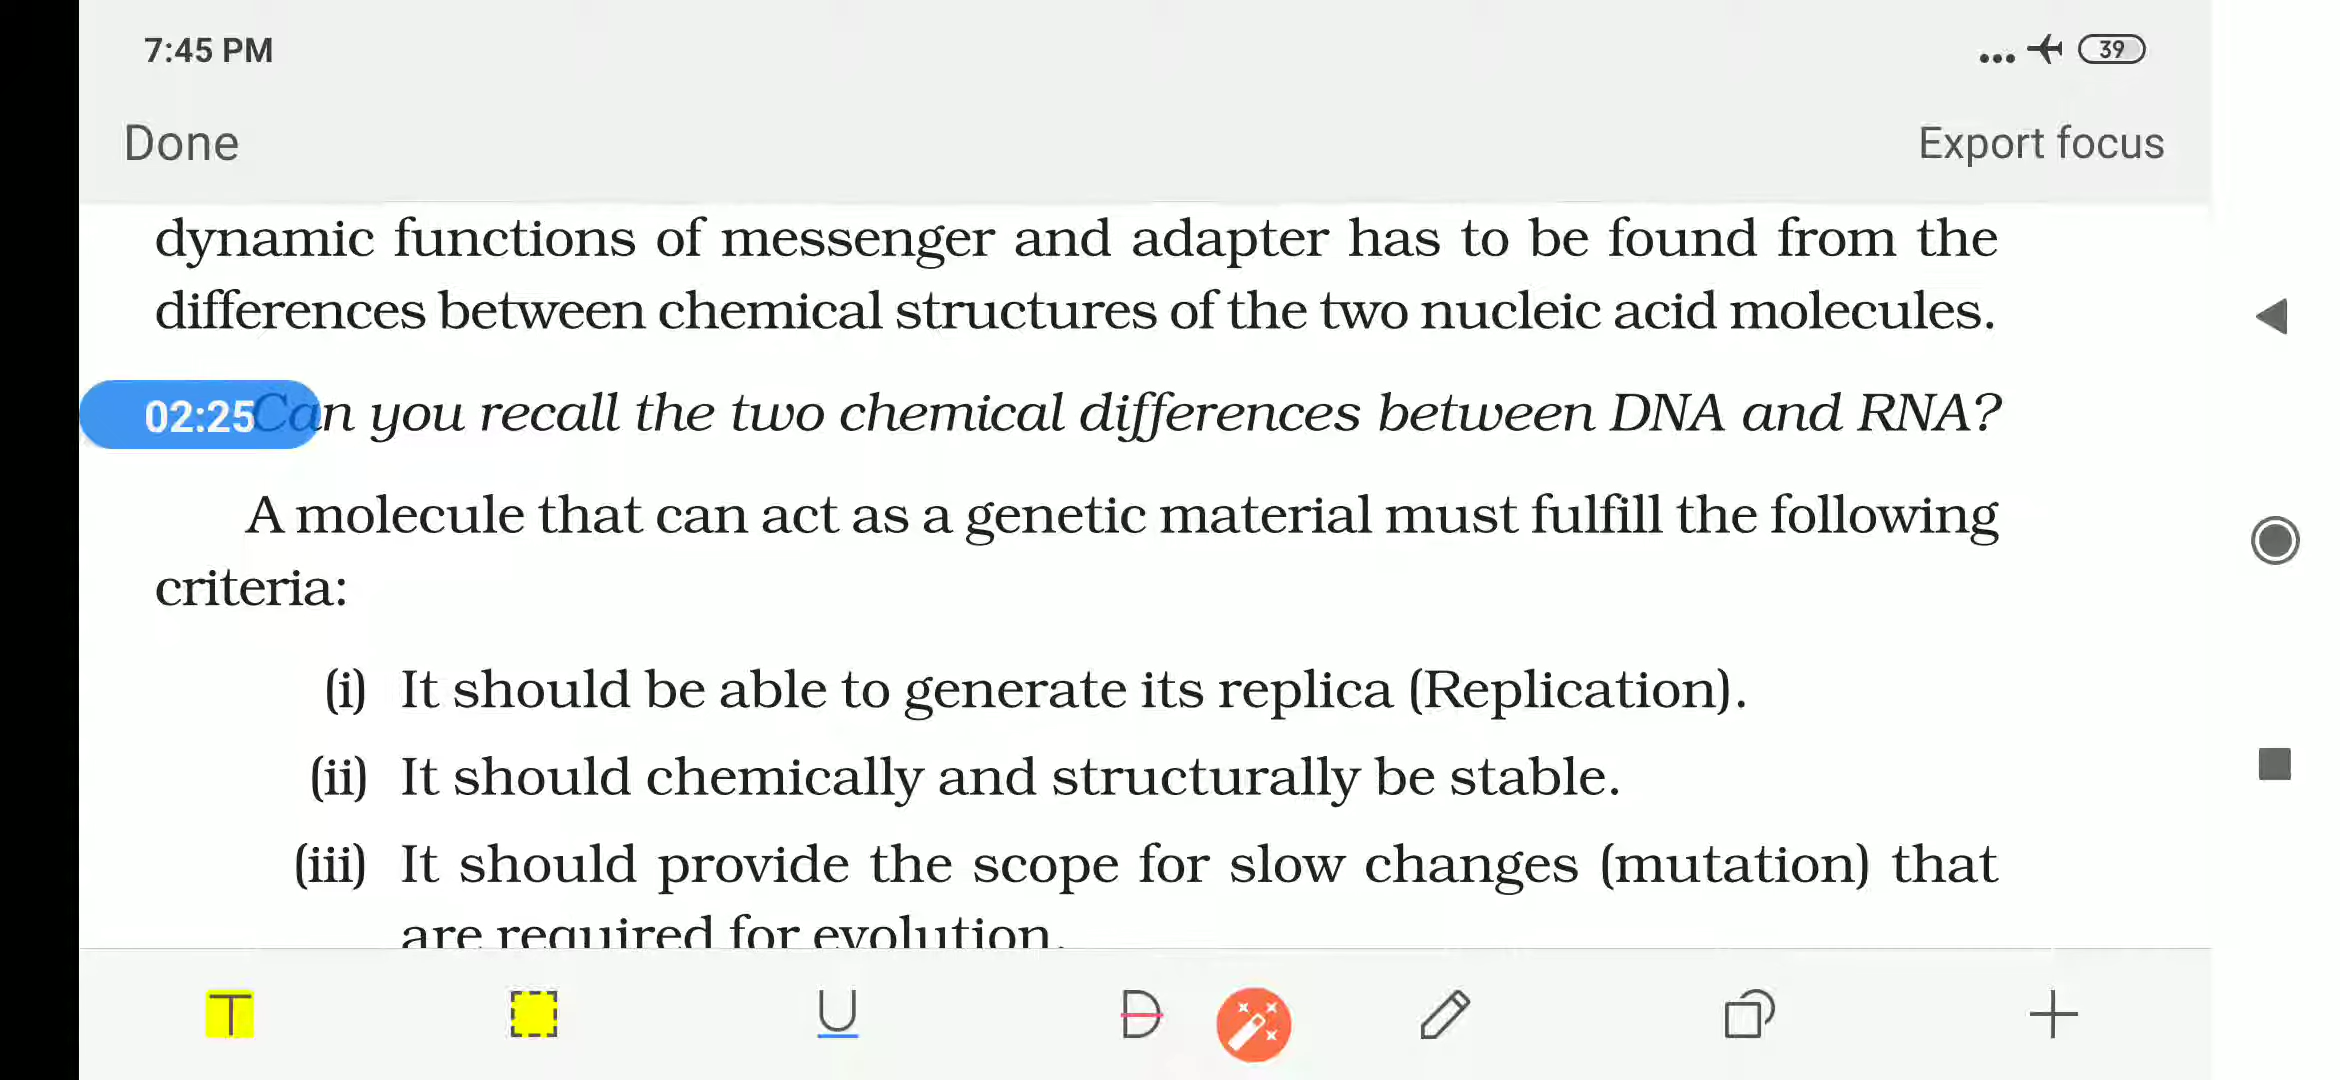 7:45 PM
39
Done
Export focus
dynamic functions of messenger and adapter has to be found from the
differences between chemical structures of the two nucleic acid molecules.
02:25
Can you recall the two chemical differences between DNA and RNA?
A molecule that can act as a genetic material must fulfill the following
criteria:
(i) It should be able to generate its replica (Replication).
(ii) It should chemically and structurally be stable.
(iii) It should provide the scope for slow changes (mutation) that
are required for evolution.
T
U
D